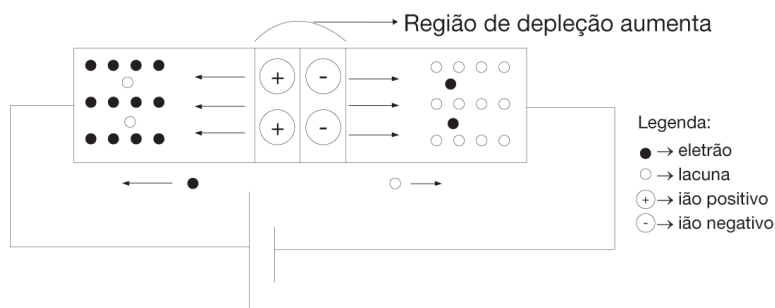 Região de depleção aumenta
+ -
+ -
Legenda:
→ eletrão
→ lacuna
+ → ião positivo
- → ião negativo